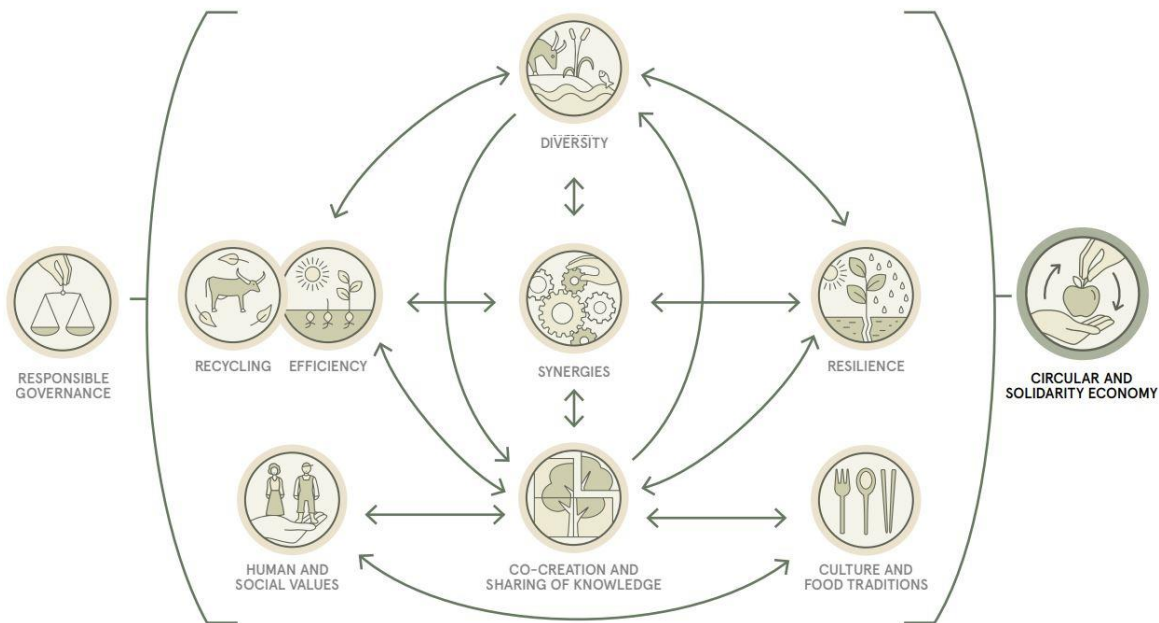 DIVERSITY
RESPONSIBLE
GOVERNANCE
RECYCLING
EFFICIENCY
SYNERGIES
RESILIENCE
CIRCULAR AND
SOLIDARITY ECONOMY
HUMAN AND
SOCIAL VALUES
CO-CREATION AND
SHARING OF KNOWLEDGE
CULTURE AND
FOOD TRADITIONS